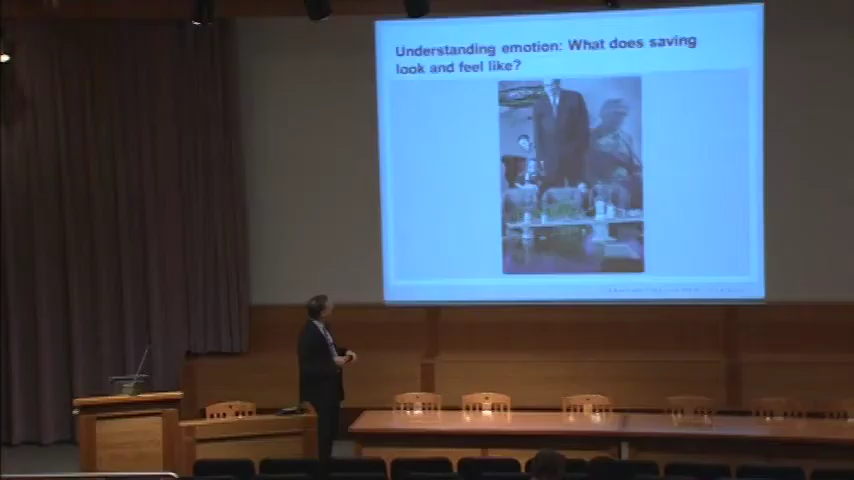 Understanding emotion: What does saving
look and feel like?